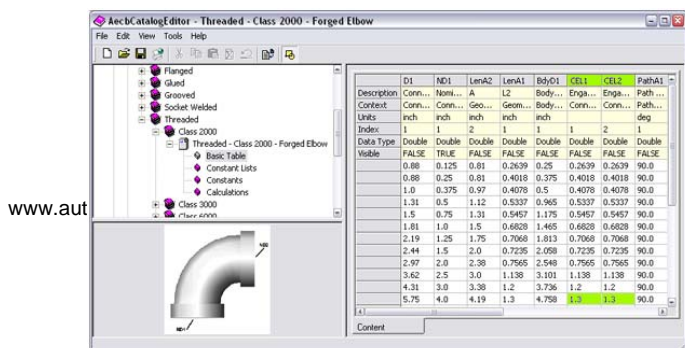 AecbCatalogEditor - Threaded - Class 2000 - Forged Elbow
File Edit View Tools Help
Flanged
Glued
Grooved
Socket Welded
Threaded
Class 2000
Threaded - Class 2000 - Forged Elbow
Basic Table
Constant Lists
Constants
Calculations
Class 3000
Class 6000
www.aut
ND2
ND1
D1 ND1 LenA2 LenA1 BdyD1 CEL1 CEL2 PathA1
Description Conn... Nomi... A L2 Body... Enga... Enga... Path ...
Context Conn... Conn... Geo... Geom... Body... Conn... Conn... Path...
Units inch inch inch inch inch deg
Index 1 1 2 1 1 1 2 1
Data Type Double Double Double Double Double Double Double Double
Visible FALSE TRUE FALSE FALSE FALSE FALSE FALSE FALSE
0.88 0.125 0.81 0.2639 0.25 0.2639 0.2639 90.0
0.88 0.25 0.81 0.4018 0.375 0.4018 0.4018 90.0
1.0 0.375 0.97 0.4078 0.5 0.4078 0.4078 90.0
1.31 0.5 1.12 0.5337 0.965 0.5337 0.5337 90.0
1.5 0.75 1.31 0.5457 1.175 0.5457 0.5457 90.0
1.81 1.0 1.5 0.6828 1.465 0.6828 0.6828 90.0
2.19 1.25 1.75 0.7068 1.813 0.7068 0.7068 90.0
2.44 1.5 2.0 0.7235 2.058 0.7235 0.7235 90.0
2.97 2.0 2.38 0.7565 2.548 0.7565 0.7565 90.0
3.62 2.5 3.0 1.138 3.101 1.138 1.138 90.0
4.31 3.0 3.38 1.2 3.736 1.2 1.2 90.0
5.75 4.0 4.19 1.3 4.758 1.3 1.3 90.0
Content